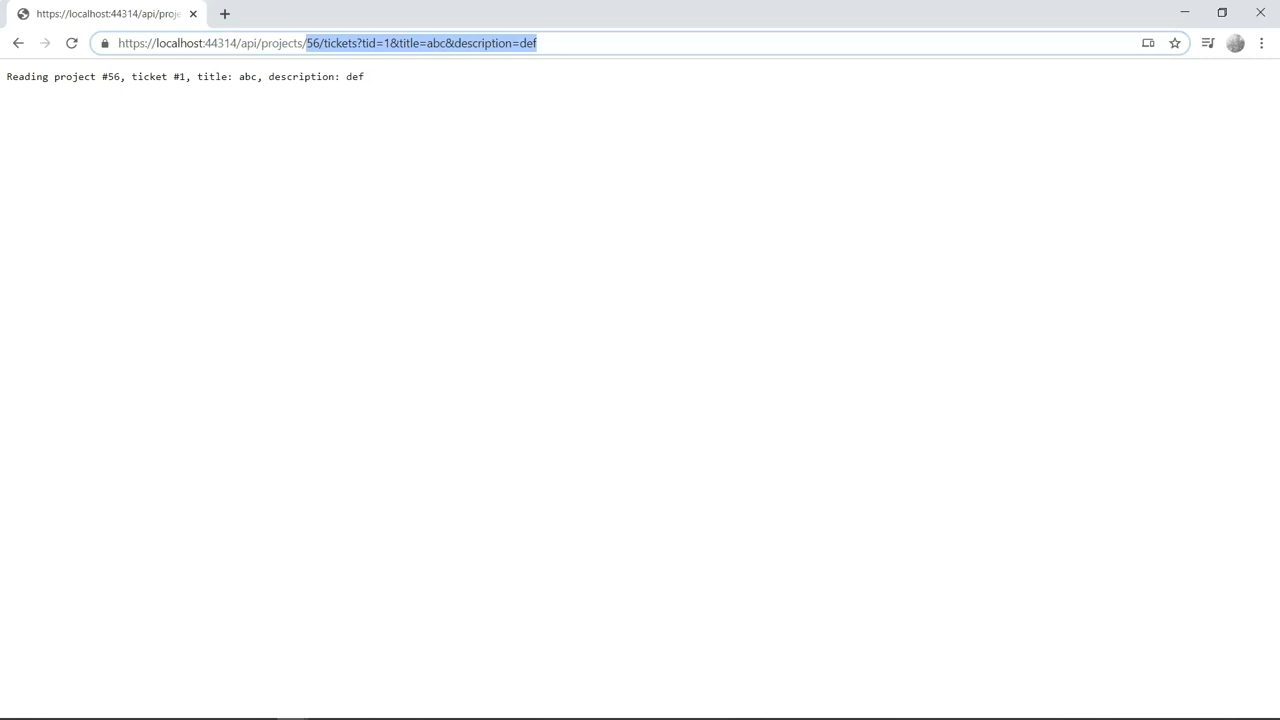 https://localhost:44314/api/proje
https://localhost:44314/api/projects/56/tickets?tid=1&title=abc&description=def
Reading project #56, ticket #1, title: abc, description: def